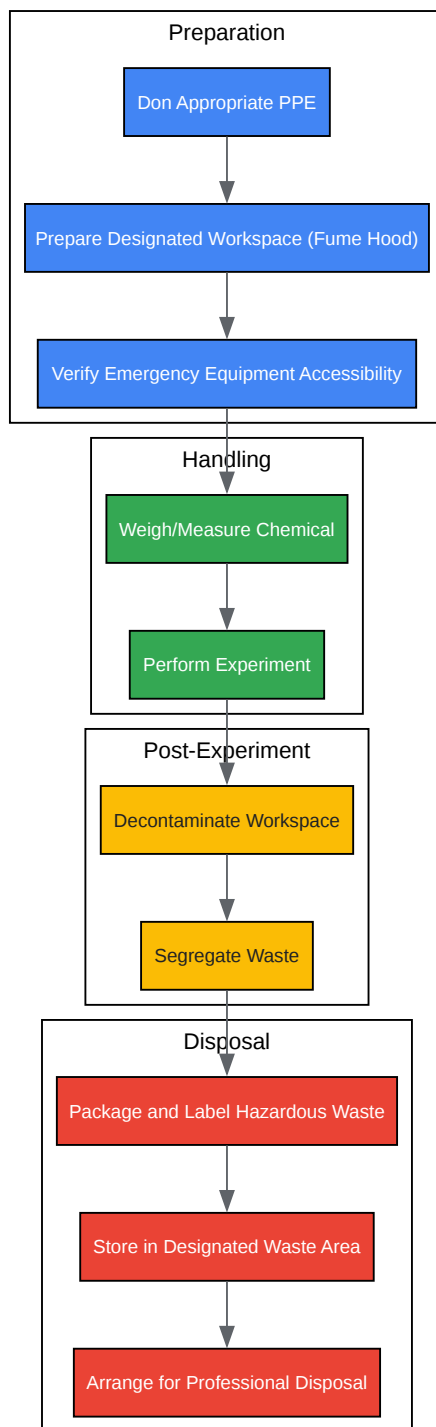 Preparation
Don Appropriate PPE
Prepare Designated Workspace (Fume Hood)
Verify Emergency Equipment Accessibility
Handling
Weigh/Measure Chemical
Perform Experiment
Post-Experiment
Decontaminate Workspace
Segregate Waste
Disposal
Package and Label Hazardous Waste
Store in Designated Waste Area
Arrange for Professional Disposal